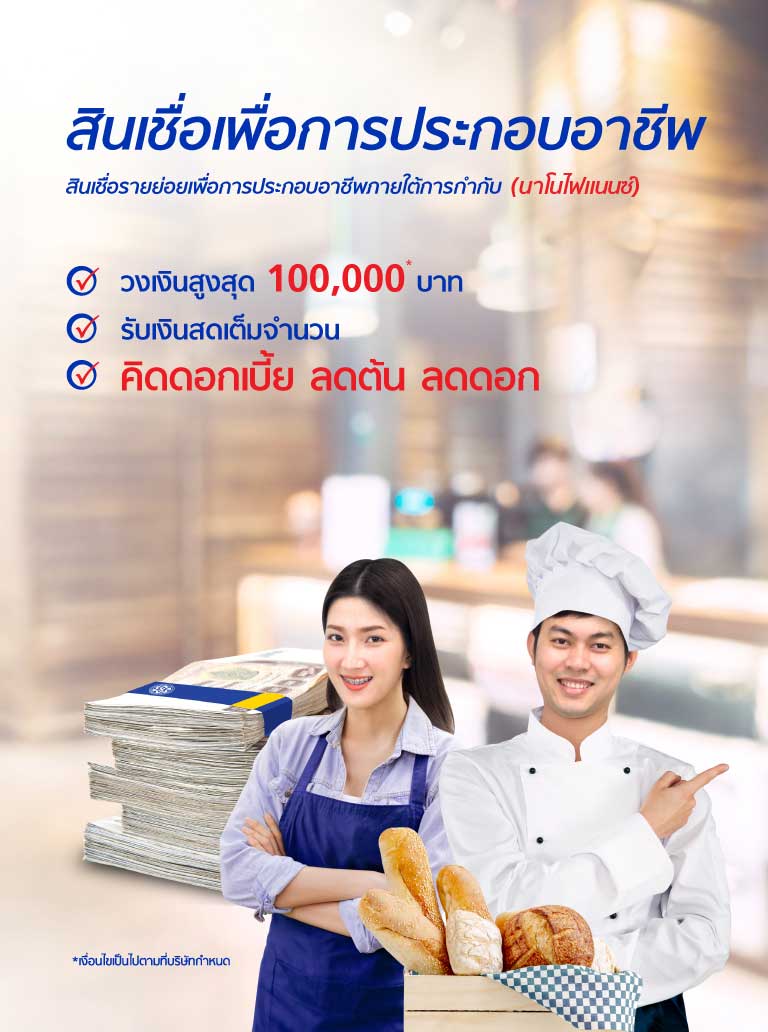 สินเชื่อเพื่อการประกอบอาชีพ
สินเชื่อรายย่อยเพื่อการประกอบอาชีพภายใต้การกำกับ (นาโนไฟแนนซ์)
วงเงินสูงสุด 100,000* บาท
รับเงินสดเต็มจำนวน
คิดดอกเบี้ย ลดต้น ลดดอก
*เงื่อนไขเป็นไปตามที่บริษัทกำหนด